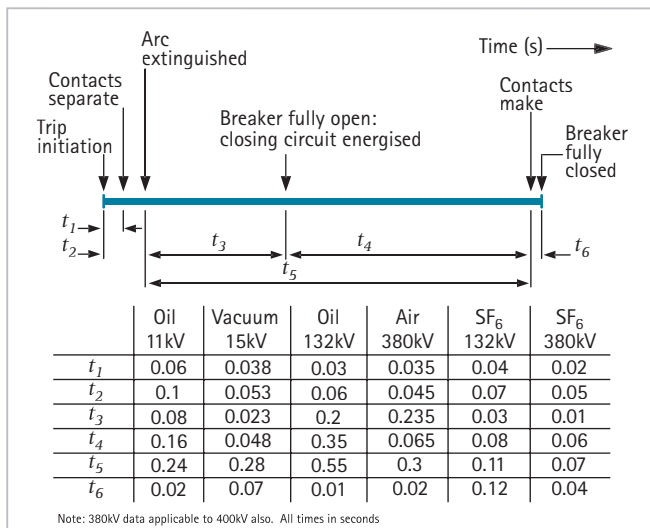 Arc
extinguished
Time (s)
Contacts
separate
Contacts
make
Trip
initiation
Breaker fully open:
closing circuit energised
Breaker
fully
closed
t1
t2
t3
t4
t5
t6
Oil Vacuum Oil Air SF6 SF6
11kV 15kV 132kV 380kV 132kV 380kV
t1 0.06 0.038 0.03 0.035 0.04 0.02
t2 0.1 0.053 0.06 0.045 0.07 0.05
t3 0.08 0.023 0.2 0.235 0.03 0.01
t4 0.16 0.048 0.35 0.065 0.08 0.06
t5 0.24 0.28 0.55 0.3 0.11 0.07
t6 0.02 0.07 0.01 0.02 0.12 0.04
Note: 380kV data applicable to 400kV also. All times in seconds